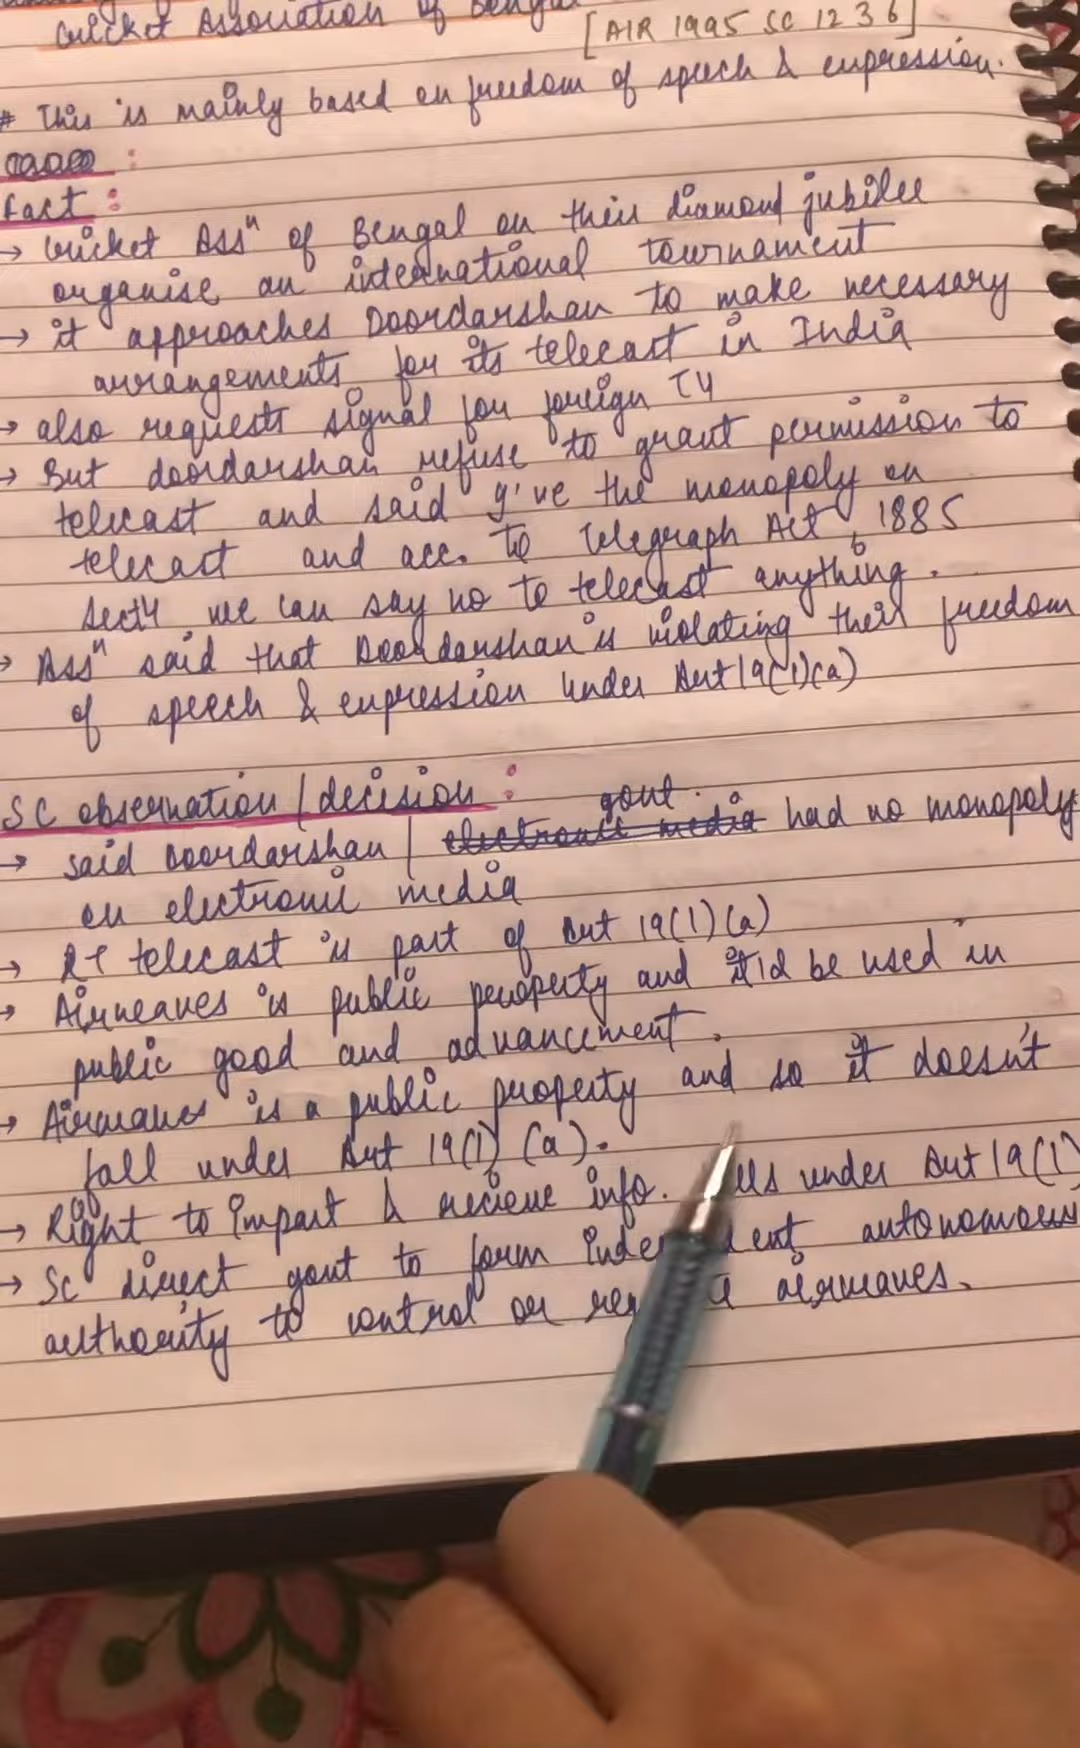 Cricket Association of Bengal
[AIR 1995 SC 1236]
# This is mainly based on freedom of speech & expression.
Fact :
→ Cricket Assⁿ of Bengal on their diamond jubilee
organise an international tournament
→ it approaches Doordarshan to make necessary
arrangements for its telecast in India
→ also requests signal for foreign TV
→ But doordarshan refuse to grant permission to
telecast and said I've the monopoly on
telecast and acc. to Telegraph Act, 1885
Sect4 we can say no to telecast anything.
→ Assⁿ said that Doordarshan is violating their freedom
of speech & expression under Art 19(1)(a)
SC observation / decision :
govt.
→ said Doordarshan / electronic media had no monopoly
on electronic media
→ Rt telecast is part of Art 19(1)(a)
→ Airwaves is public property and it'ld be used in
public good and advancement.
→ Airwaves is a public property and so it doesn't
fall under Art 19(1)(a).
→ Right to impart & recieve info. under Art 19(1)
→ SC direct govt to form autonomous
authority to control or airwaves.